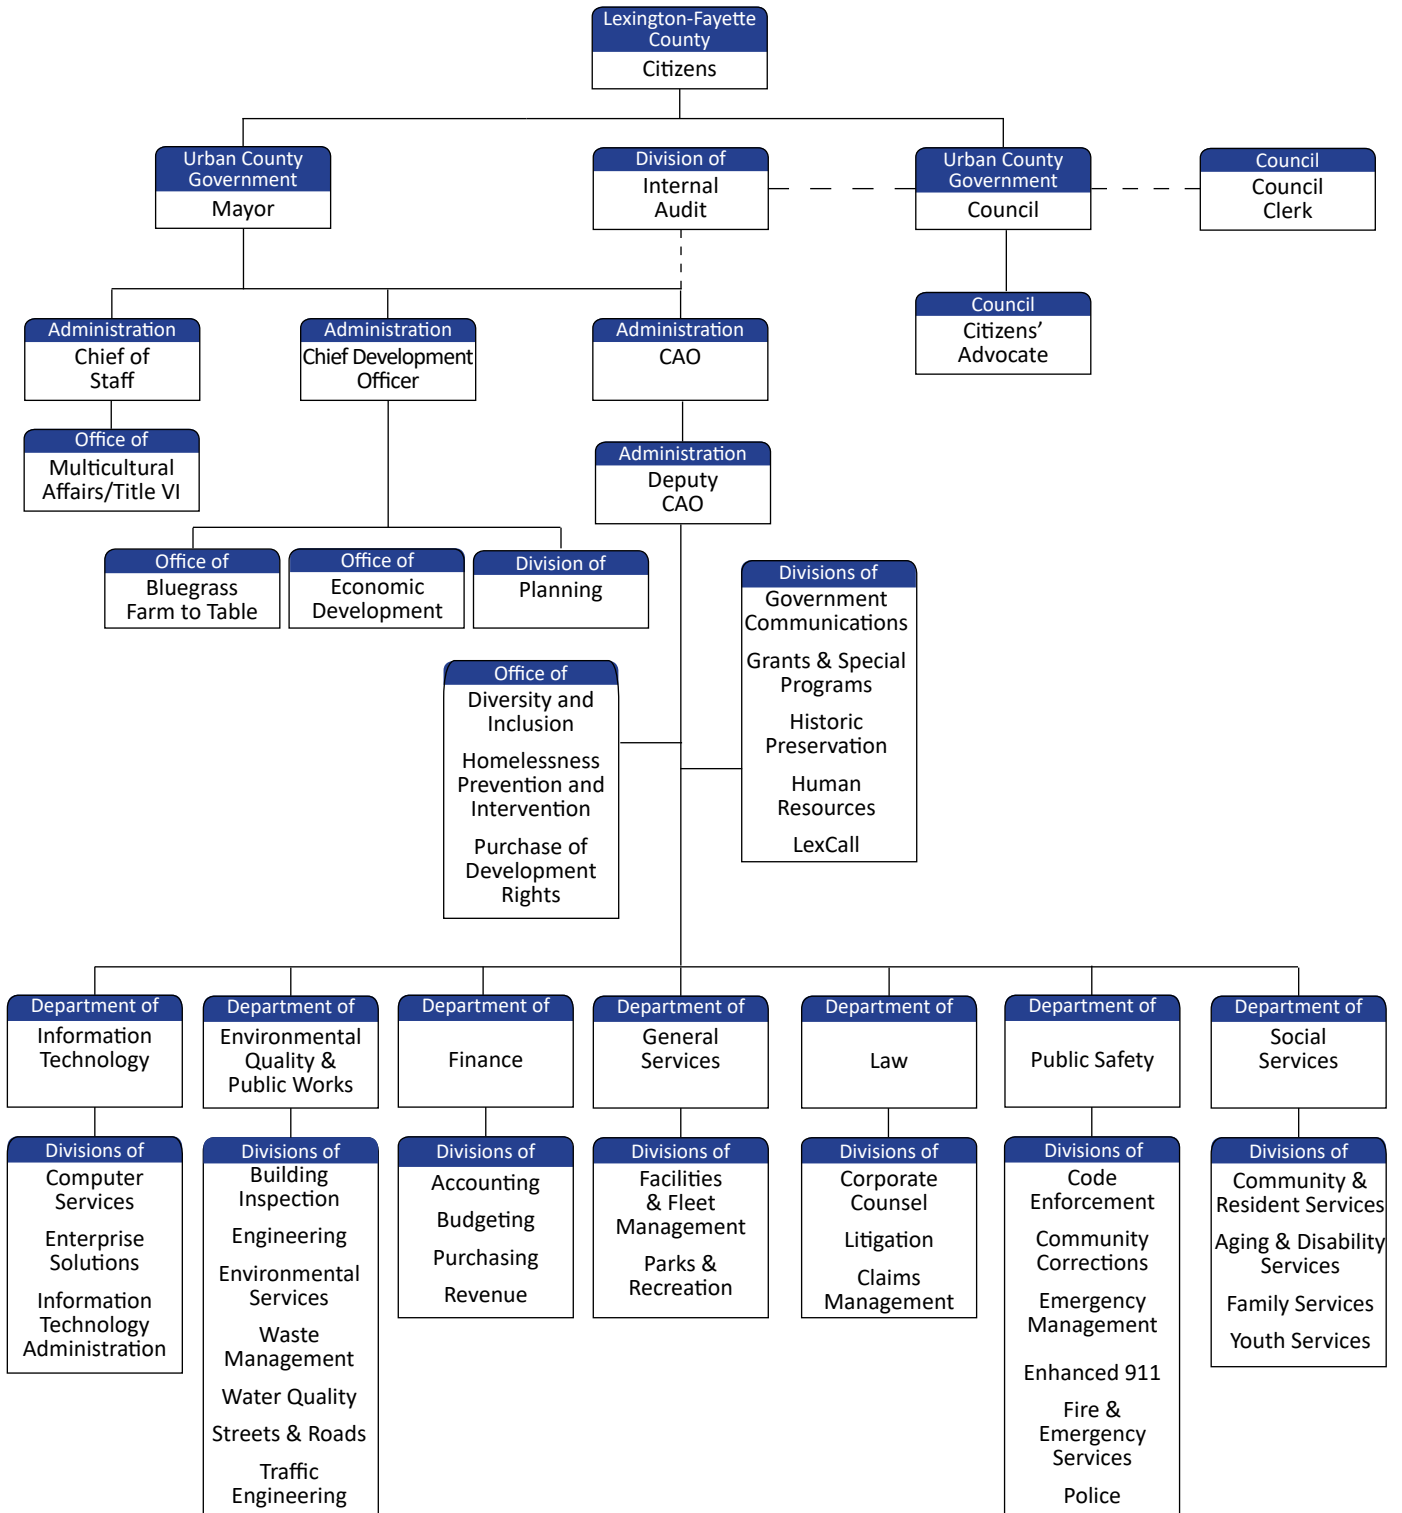 Lexington-Fayette
County
Citizens
Urban County
Government
Mayor
Division of
Internal
Audit
Urban County
Government
Council
Council
Council
Clerk
Council
Citizens’
Advocate
Administration
Chief of
Staff
Administration
Chief Development
Officer
Administration
CAO
Office of
Multicultural
Affairs/Title VI
Administration
Deputy
CAO
Office of
Bluegrass
Farm to Table
Office of
Economic
Development
Division of
Planning
Divisions of
Government
Communications
Grants & Special
Programs
Historic
Preservation
Human
Resources
LexCall
Office of
Diversity and
Inclusion
Homelessness
Prevention and
Intervention
Purchase of
Development
Rights
Department of
Information
Technology
Department of
Environmental
Quality &
Public Works
Department of
Finance
Department of
General
Services
Department of
Law
Department of
Public Safety
Department of
Social
Services
Divisions of
Computer
Services
Enterprise
Solutions
Information
Technology
Administration
Divisions of
Building
Inspection
Engineering
Environmental
Services
Waste
Management
Water Quality
Streets & Roads
Traffic
Engineering
Divisions of
Accounting
Budgeting
Purchasing
Revenue
Divisions of
Facilities
& Fleet
Management
Parks &
Recreation
Divisions of
Corporate
Counsel
Litigation
Claims
Management
Divisions of
Code
Enforcement
Community
Corrections
Emergency
Management
Enhanced 911
Fire &
Emergency
Services
Police
Divisions of
Community &
Resident Services
Aging & Disability
Services
Family Services
Youth Services